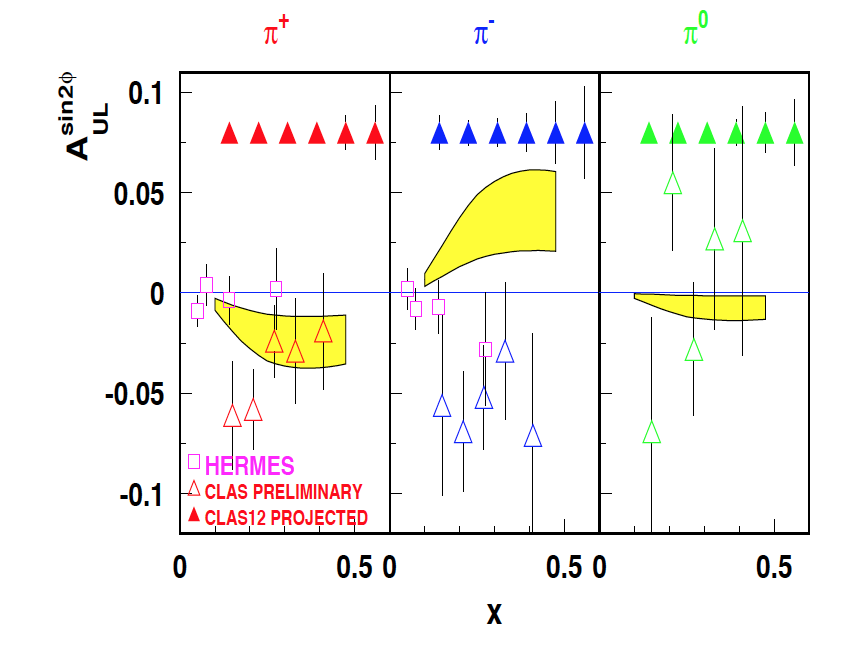 π+ π- π0
A UL sin2ϕ
0.1
0.05
0
-0.05
-0.1
HERMES
CLAS PRELIMINARY
CLAS12 PROJECTED
0 0.5 0 0.5 0 0.5
x